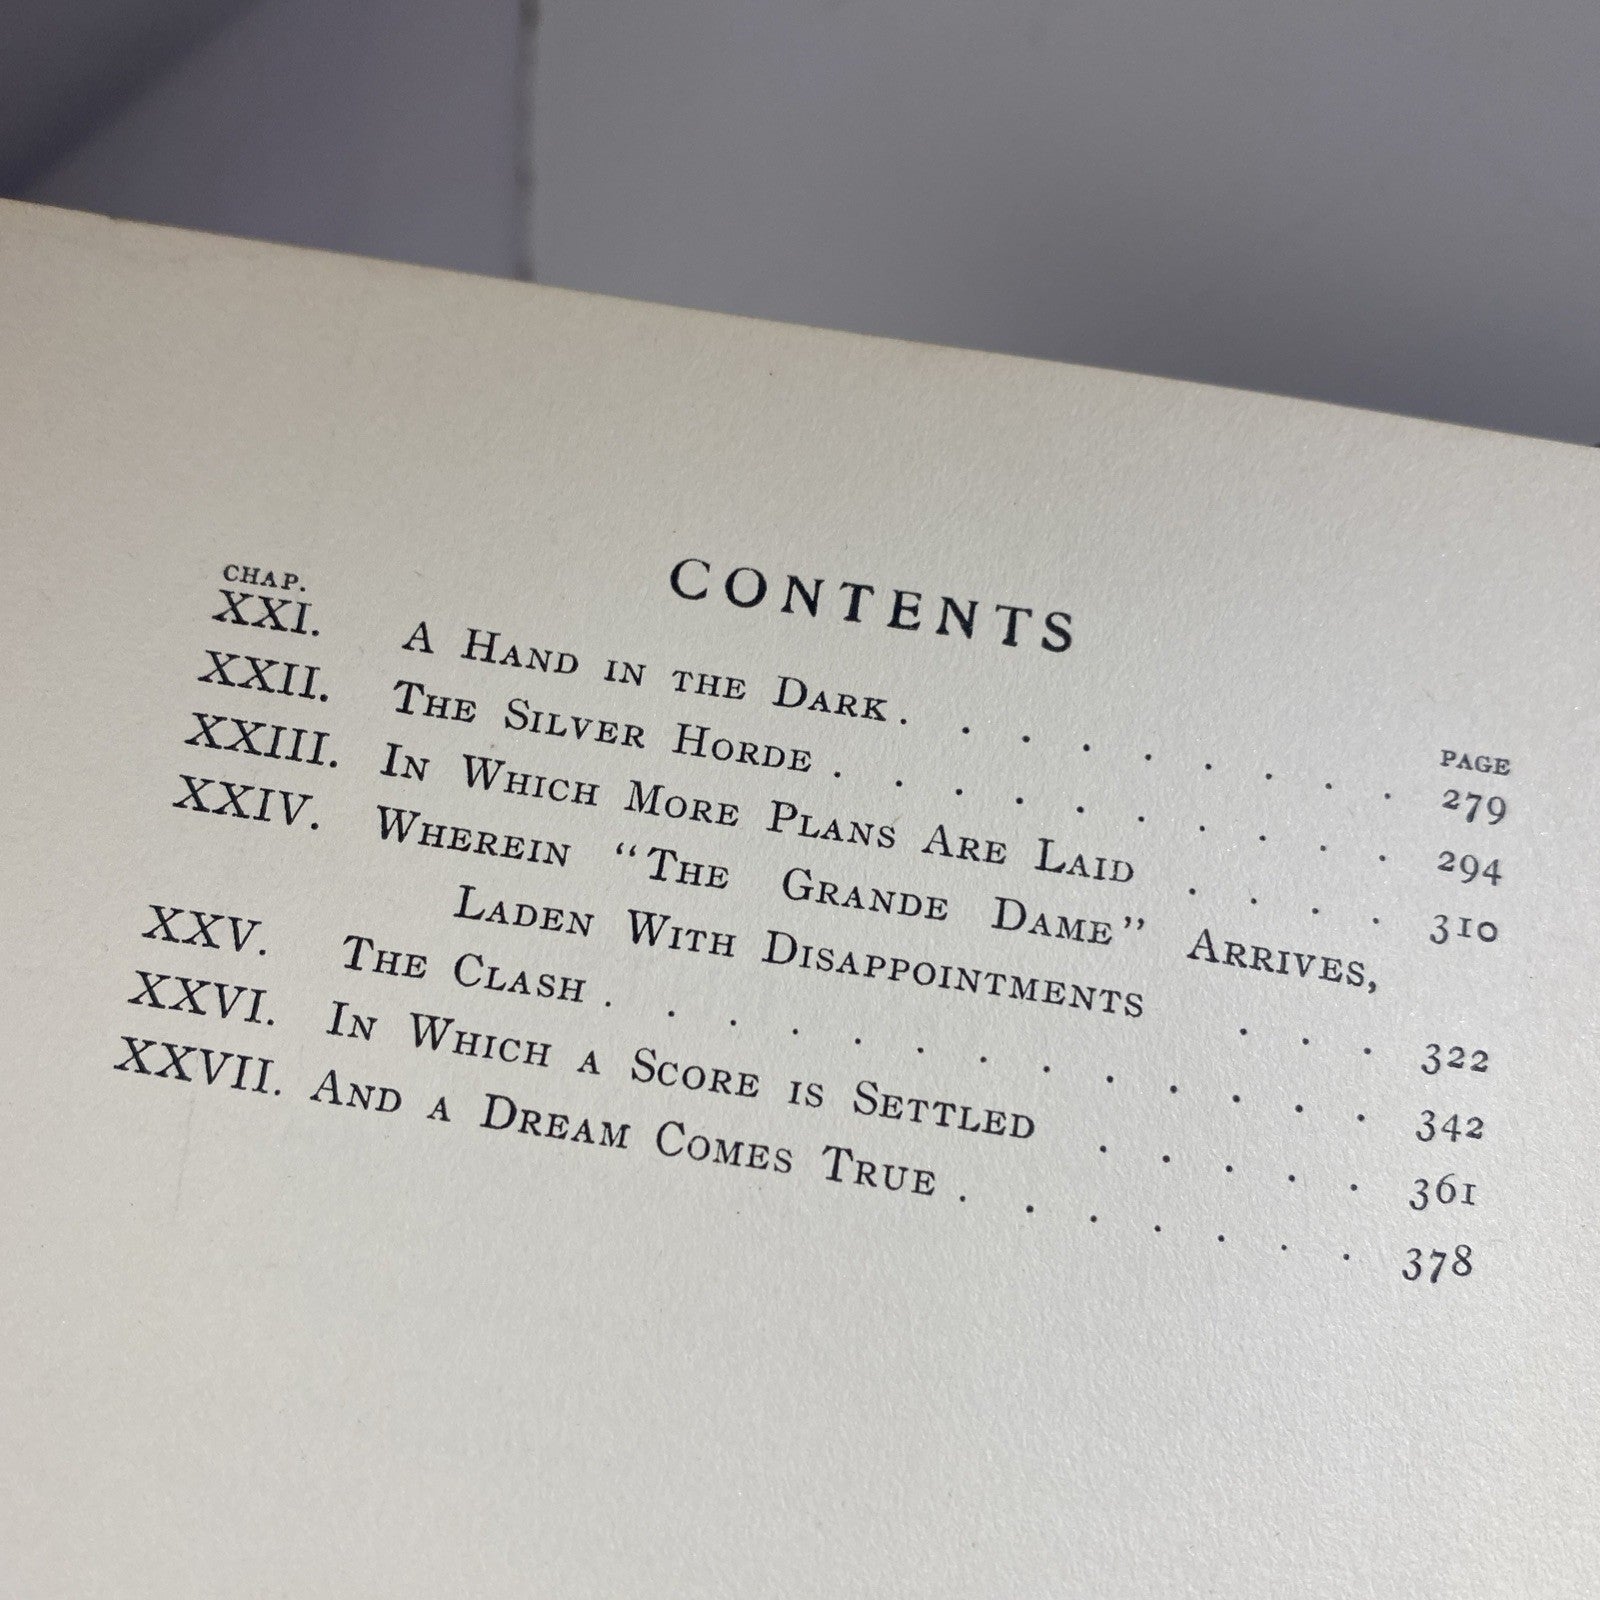 CONTENTS
CHAP. PAGE
XXI. A Hand in the Dark . . . . . . . . . 279
XXII. The Silver Horde . . . . . . . . . . 294
XXIII. In Which More Plans Are Laid . . . . 310
XXIV. Wherein “The Grande Dame” Arrives,
Laden With Disappointments . . . 322
XXV. The Clash . . . . . . . . . . . . . 342
XXVI. In Which a Score is Settled . . . . . 361
XXVII. And a Dream Comes True . . . . . . . 378